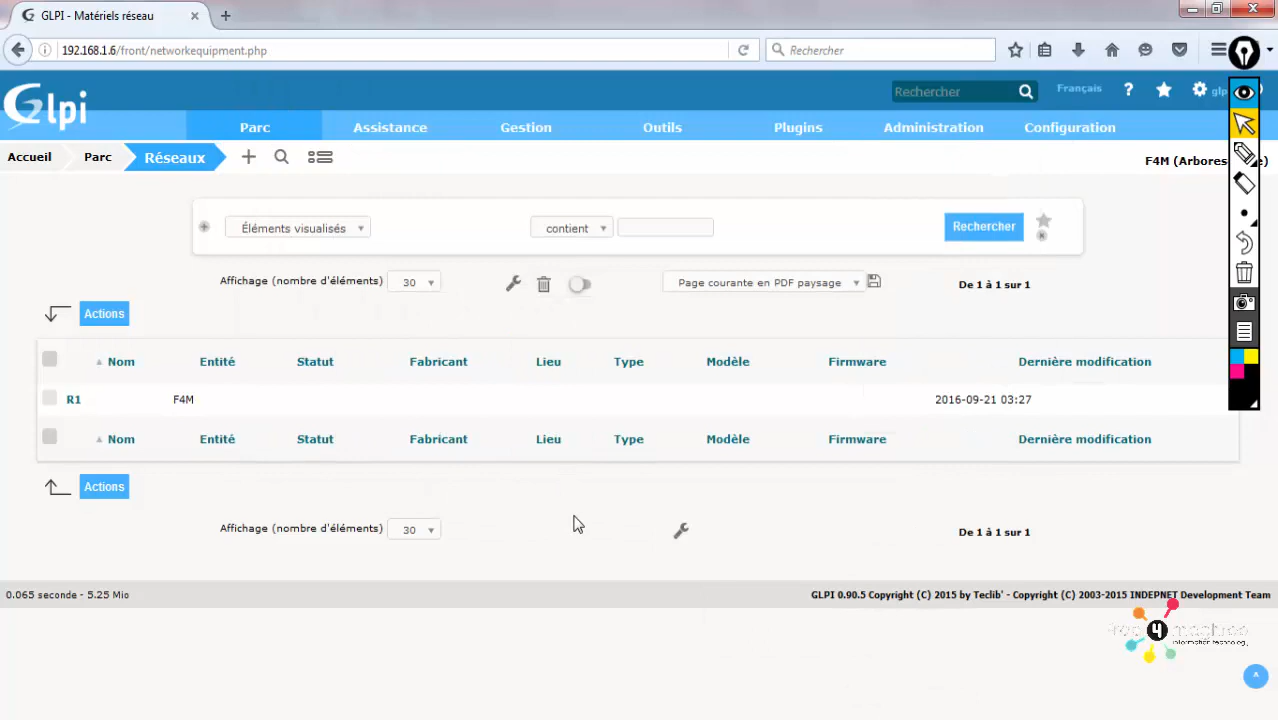 GLPI - Matériels réseau
192.168.1.6/front/networkequipment.php
Rechercher
Glpi
Rechercher
Français
? glp
Parc Assistance Gestion Outils Plugins Administration Configuration
Accueil Parc Réseaux
F4M (Arbores e)
Éléments visualisés contient Rechercher
Affichage (nombre d'éléments) 30 Page courante en PDF paysage De 1 à 1 sur 1
Actions
Nom Entité Statut Fabricant Lieu Type Modèle Firmware Dernière modification
R1 F4M 2016-09-21 03:27
Nom Entité Statut Fabricant Lieu Type Modèle Firmware Dernière modification
Actions
Affichage (nombre d'éléments) 30 De 1 à 1 sur 1
0.065 seconde - 5.25 Mio
GLPI 0.90.5 Copyright (C) 2015 by Teclib' - Copyright (C) 2003-2015 INDEPNET Development Team
4